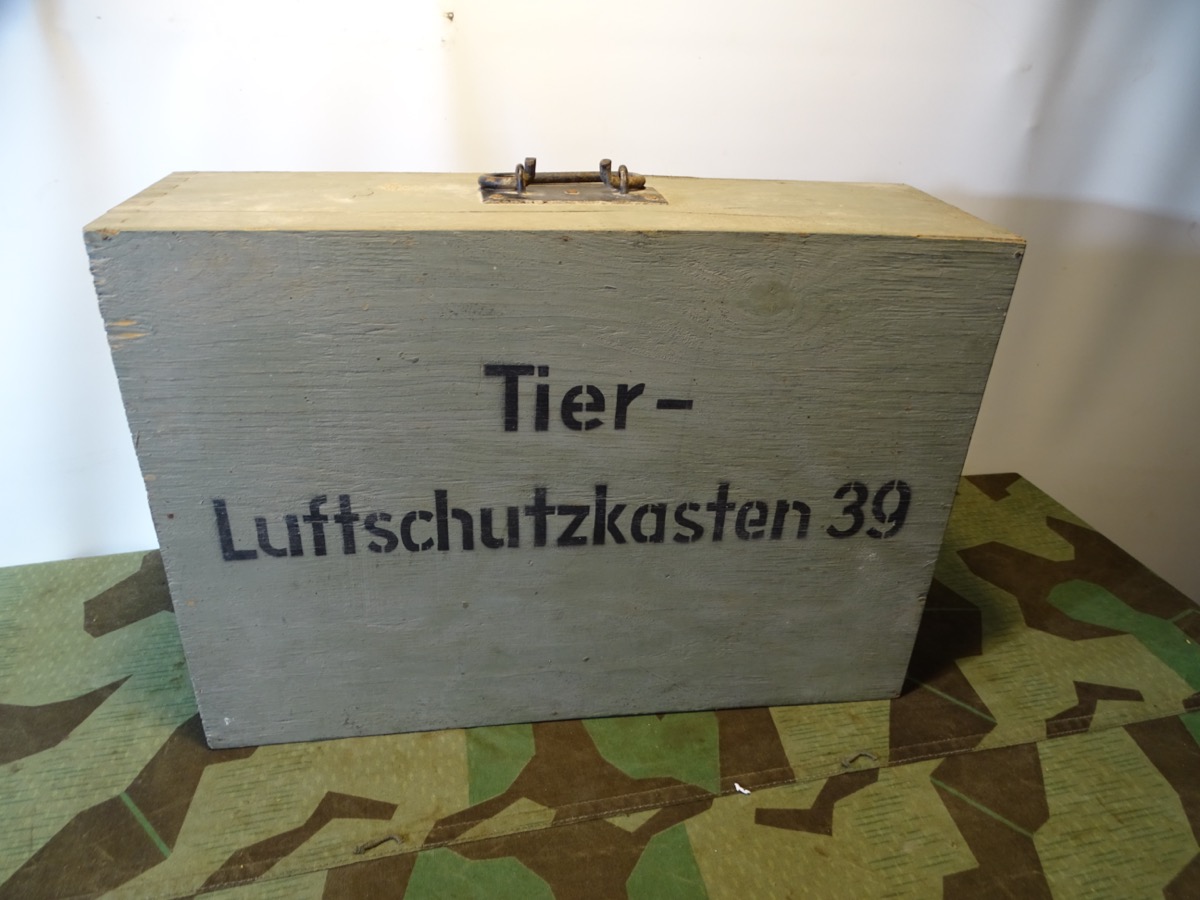 Tier-
Luftschutzkasten 39